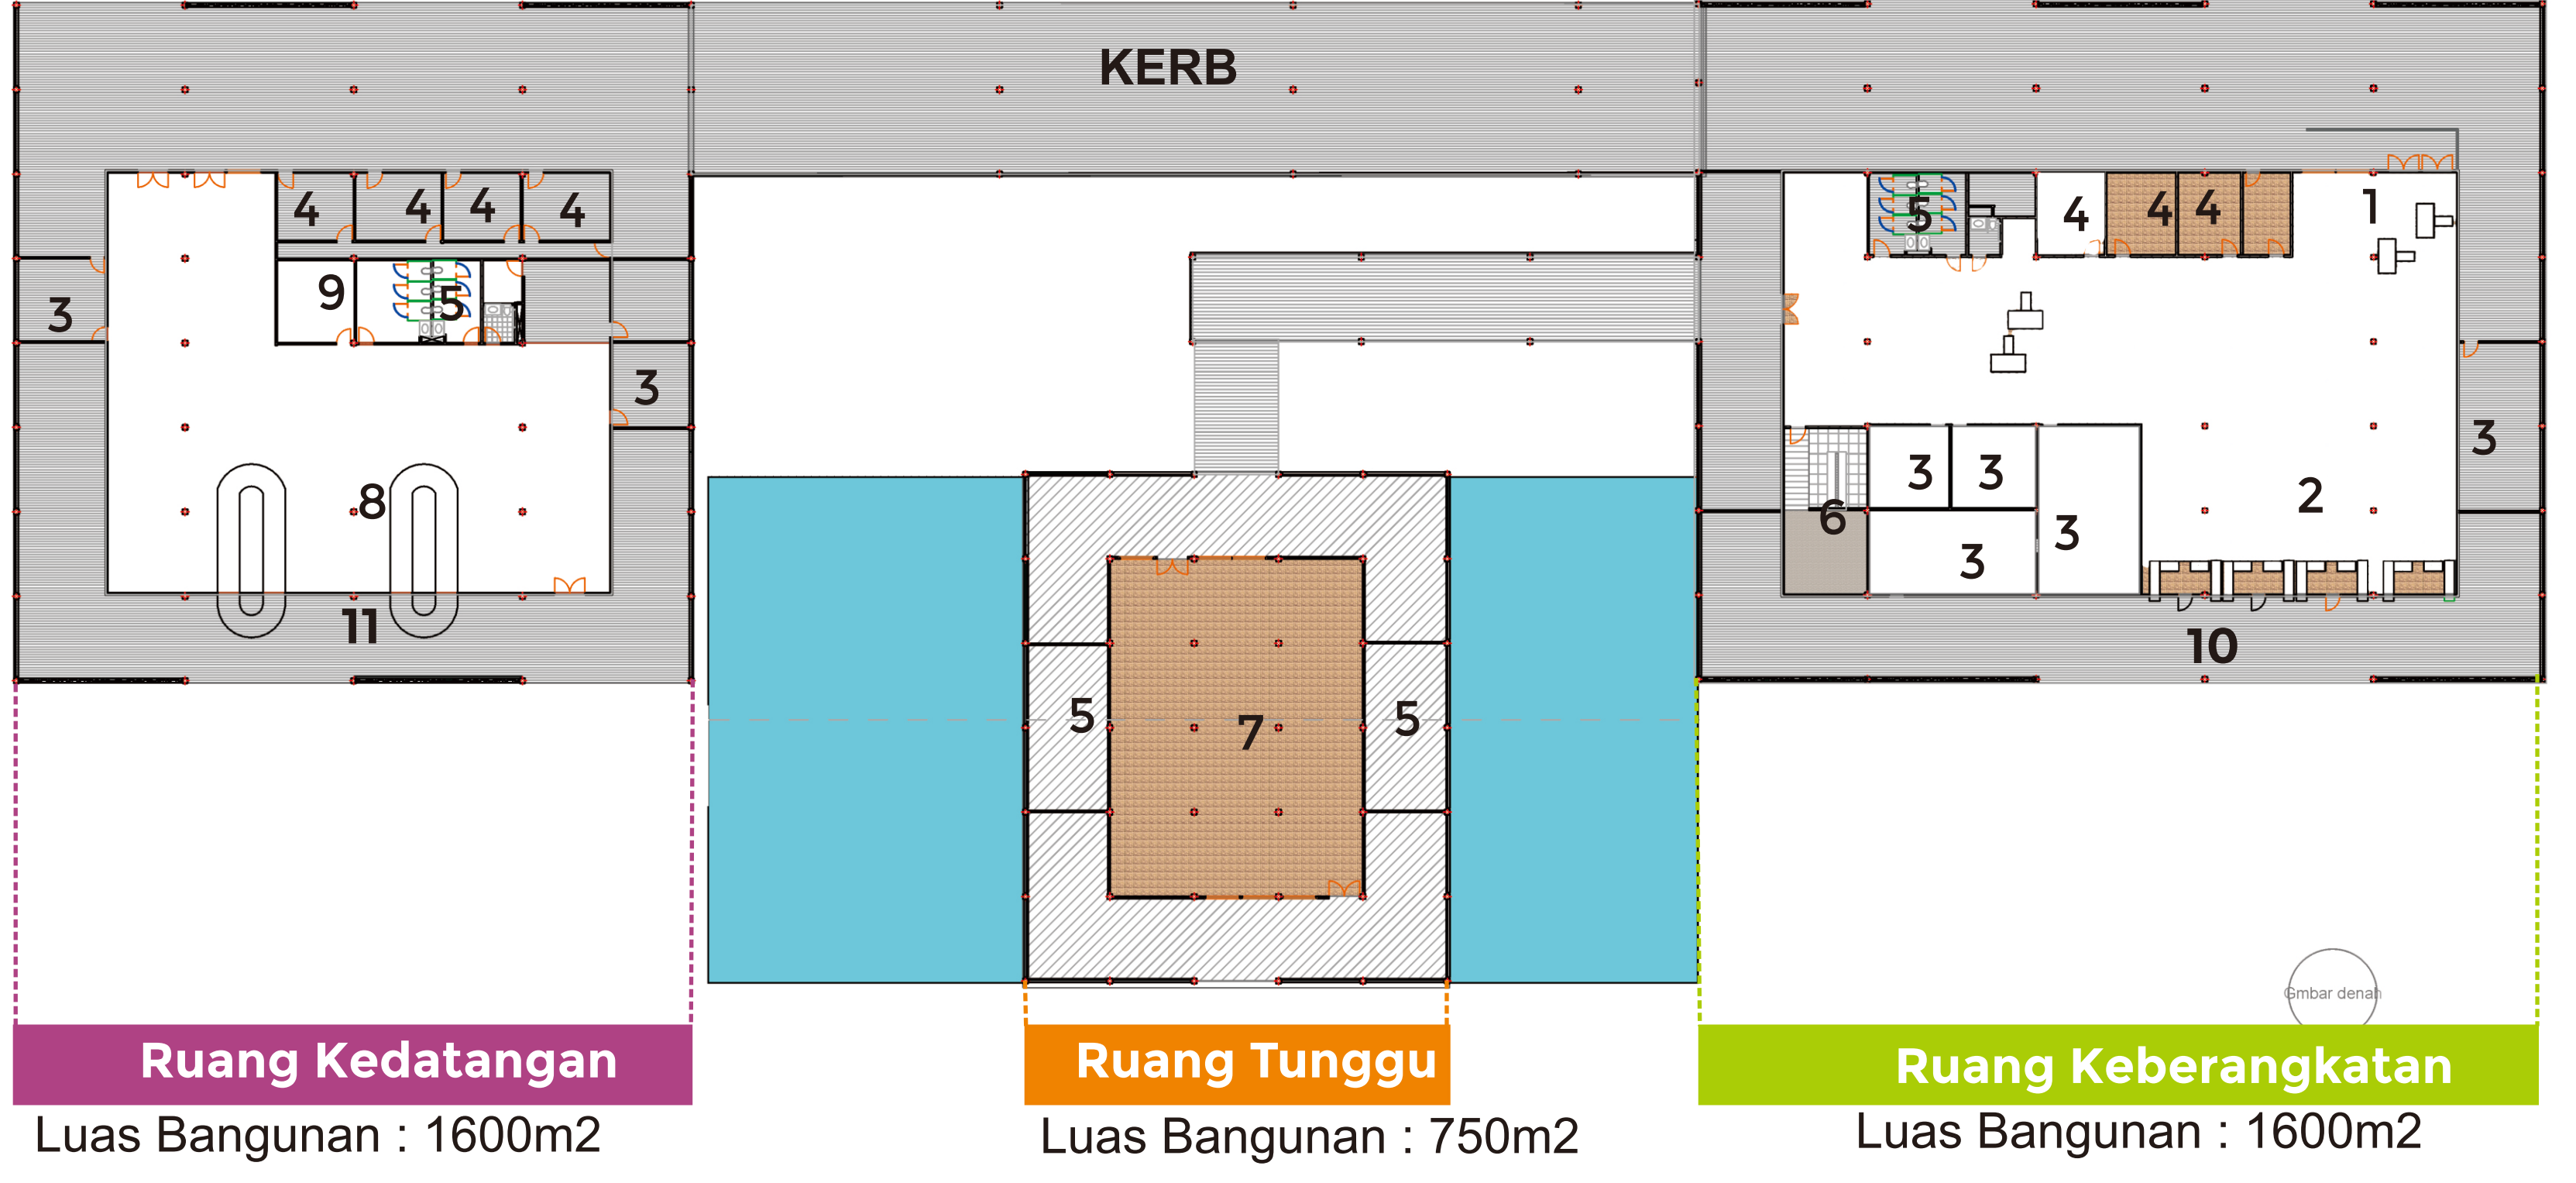 KERB
4 4 4 4
5 4 4 4 1
9 5
3
3
3
8
3 3
2
6
3
3
11
10
5 7 5
Gmbar denah
Ruang Kedatangan
Ruang Tunggu
Ruang Keberangkatan
Luas Bangunan : 1600m2
Luas Bangunan : 750m2
Luas Bangunan : 1600m2